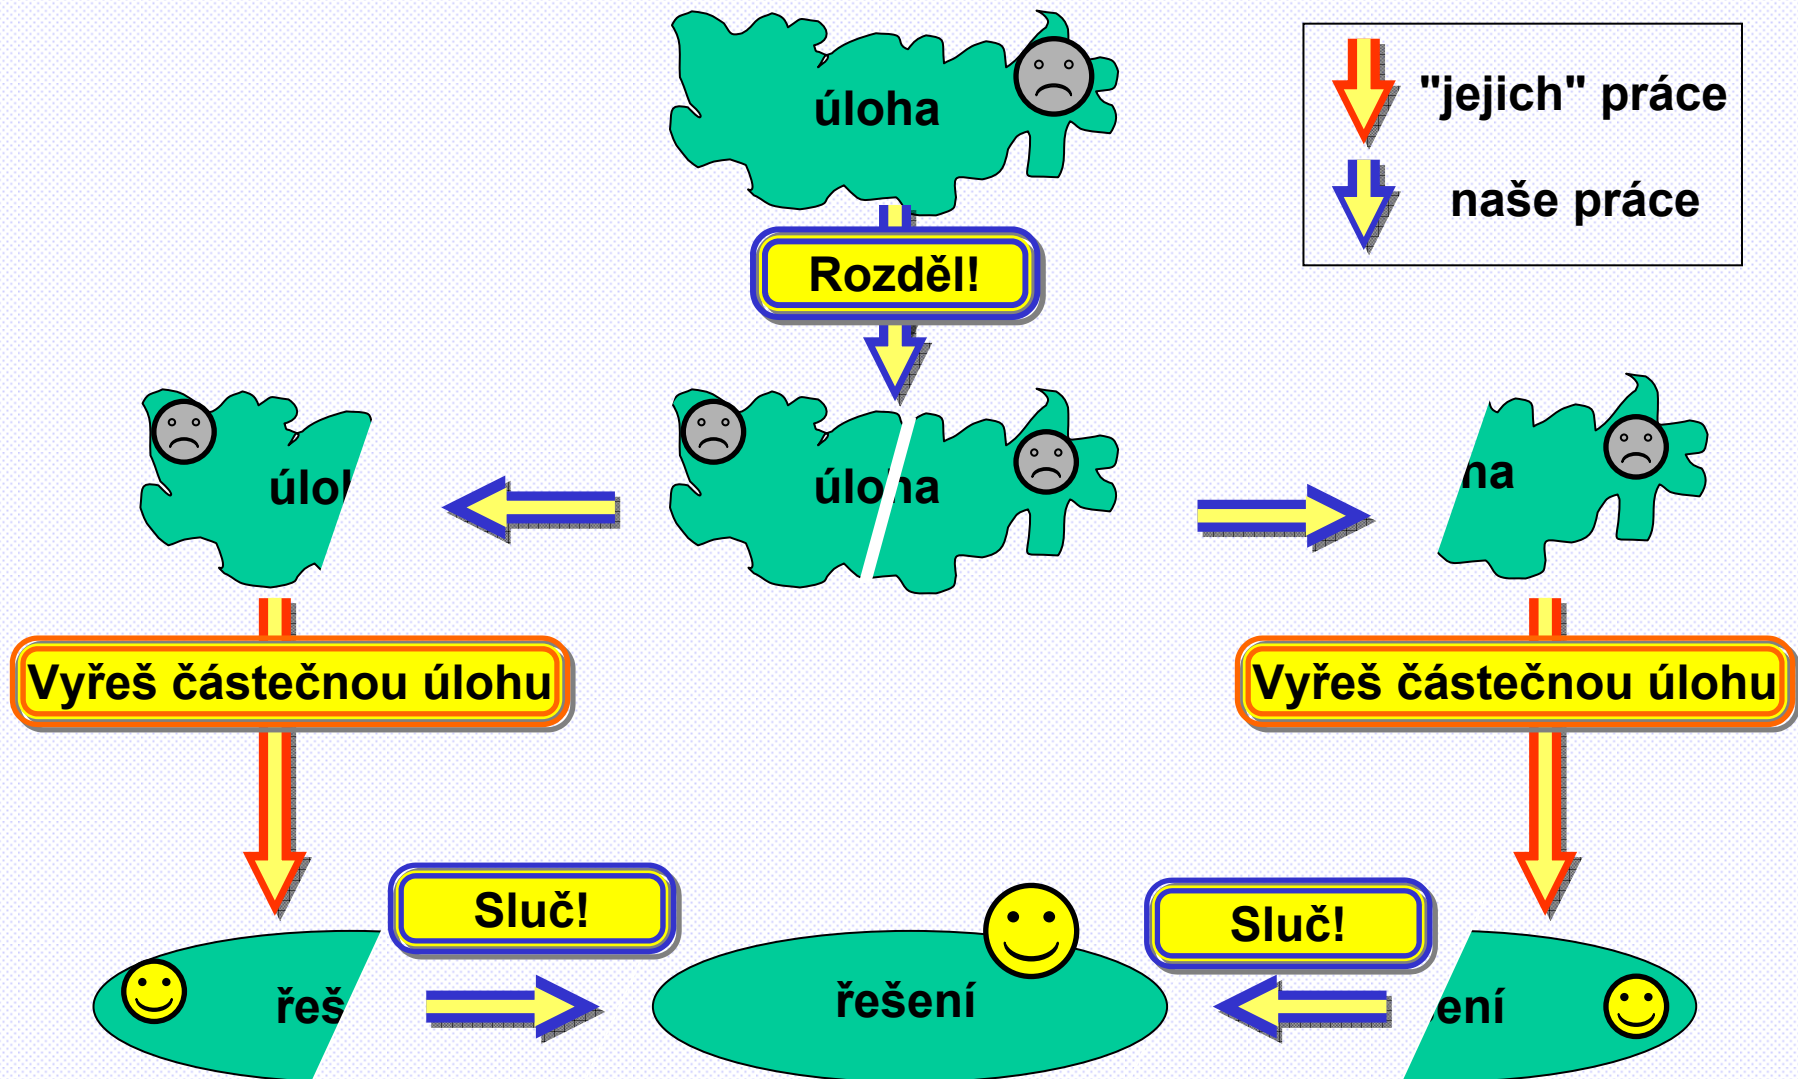 úloha
"jejich" práce
naše práce
Rozděl!
úloh
úloha
ha
Vyřeš částečnou úlohu
Vyřeš částečnou úlohu
Sluč!
Sluč!
řeš
řešení
ení